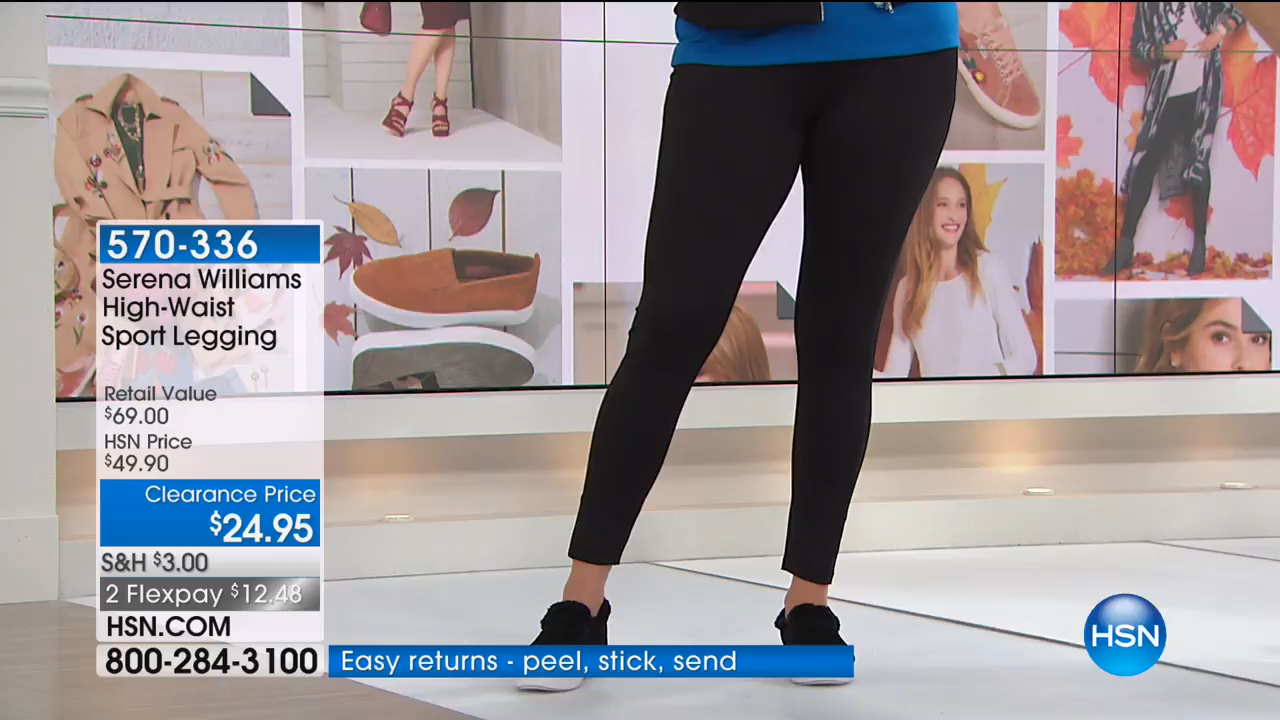 570-336
Serena Williams
High-Waist
Sport Legging
Retail Value
$69.00
HSN Price
$49.90
Clearance Price
$24.95
S&H $3.00
2 Flexpay $12.48
HSN.COM
800-284-3100
Easy returns - peel, stick, send
HSN